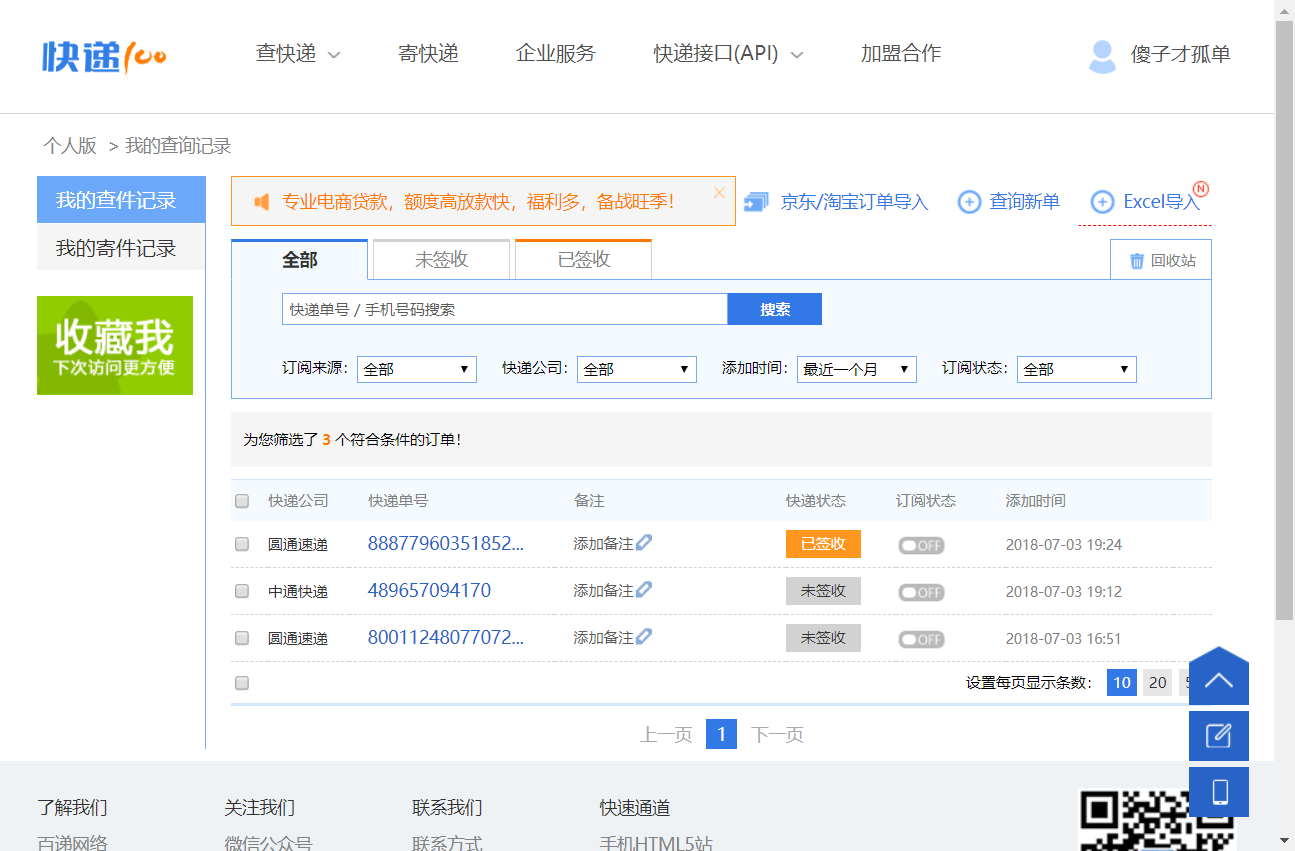 快递100
查快递
寄快递
企业服务
快递接口(API)
加盟合作
傻子才孤单
个人版 > 我的查询记录
我的查件记录
我的寄件记录
收藏我
下次访问更方便
专业电商贷款，额度高放款快，福利多，备战旺季！
京东/淘宝订单导入
查询新单
Excel导入
N
全部
未签收
已签收
回收站
快递单号 / 手机号码搜索
搜索
订阅来源： 全部
快递公司： 全部
添加时间： 最近一个月
订阅状态： 全部
为您筛选了 3 个符合条件的订单！
快递公司 快递单号 备注 快递状态 订阅状态 添加时间
圆通速递 88877960351852... 添加备注 已签收 OFF 2018-07-03 19:24
中通快递 489657094170 添加备注 未签收 OFF 2018-07-03 19:12
圆通速递 80011248077072... 添加备注 未签收 OFF 2018-07-03 16:51
设置每页显示条数： 10 20
上一页 1 下一页
了解我们 关注我们 联系我们 快速通道
百递网络 微信公众号 联系方式 手机HTML5站